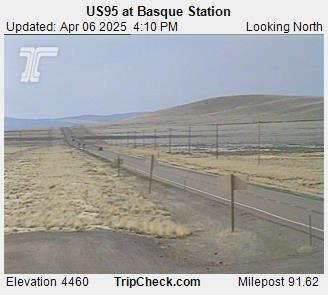 US95 at Basque Station
Updated: Apr 06 2025 4:10 PM Looking North
Elevation 4460 TripCheck.com Milepost 91.62